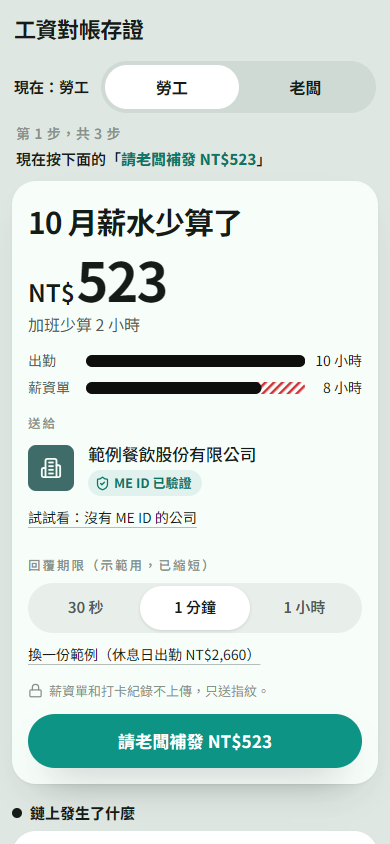 工資對帳存證
現在：勞工
勞工
老闆
第 1 步，共 3 步
現在按下面的「請老闆補發 NT$523」
10 月薪水少算了
NT$523
加班少算 2 小時
出勤
10 小時
薪資單
8 小時
送給
範例餐飲股份有限公司
ME ID 已驗證
試試看：沒有 ME ID 的公司
回覆期限（示範用，已縮短）
30 秒
1 分鐘
1 小時
換一份範例（休息日出勤 NT$2,660）
薪資單和打卡紀錄不上傳，只送指紋。
請老闆補發 NT$523
鏈上發生了什麼